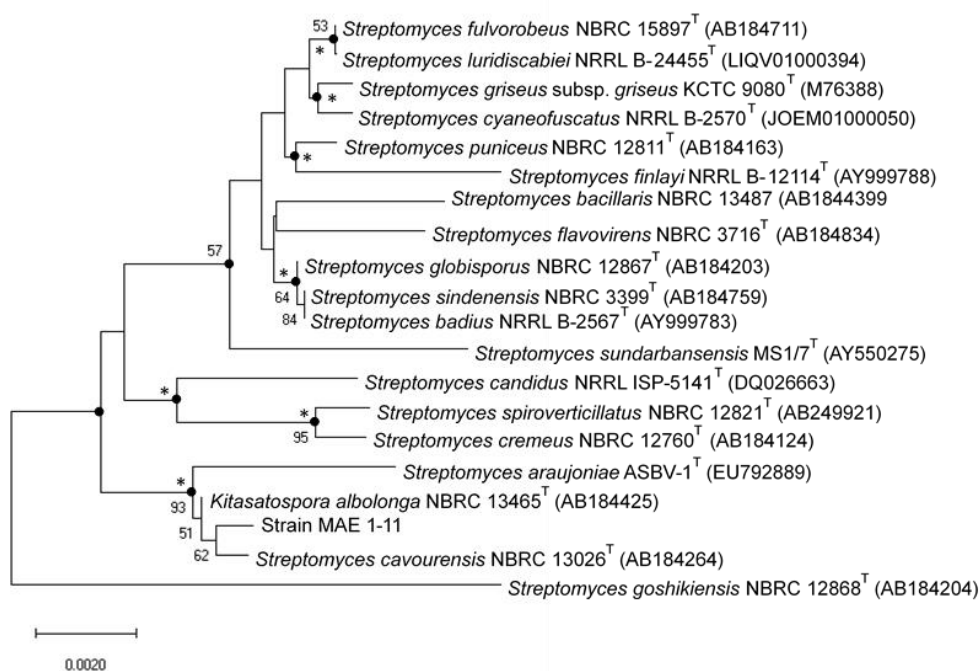 53 Streptomyces fulvorobeus NBRC 15897T (AB184711)
* Streptomyces luridiscabiei NRRL B-24455T (LIQV01000394)
Streptomyces griseus subsp. griseus KCTC 9080T (M76388)
*
Streptomyces cyaneofuscatus NRRL B-2570T (JOEM01000050)
Streptomyces puniceus NBRC 12811T (AB184163)
*
Streptomyces finlayi NRRL B-12114T (AY999788)
Streptomyces bacillaris NBRC 13487 (AB1844399
Streptomyces flavovirens NBRC 3716T (AB184834)
57
* Streptomyces globisporus NBRC 12867T (AB184203)
64 Streptomyces sindenensis NBRC 3399T (AB184759)
84 Streptomyces badius NRRL B-2567T (AY999783)
Streptomyces sundarbansensis MS1/7T (AY550275)
* Streptomyces candidus NRRL ISP-5141T (DQ026663)
* Streptomyces spiroverticillatus NBRC 12821T (AB249921)
95 Streptomyces cremeus NBRC 12760T (AB184124)
* Streptomyces araujoniae ASBV-1T (EU792889)
93 Kitasatospora albolonga NBRC 13465T (AB184425)
51 Strain MAE 1-11
62 Streptomyces cavourensis NBRC 13026T (AB184264)
Streptomyces goshikiensis NBRC 12868T (AB184204)
0.0020